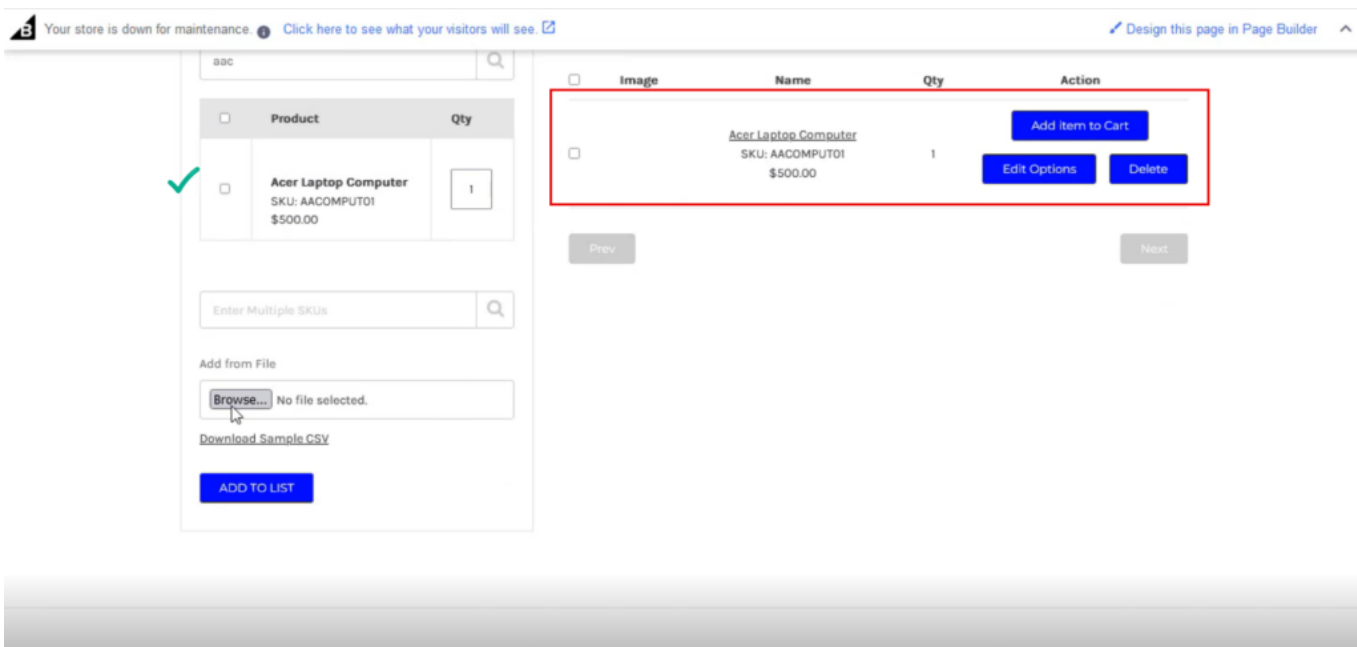 Your store is down for maintenance. Click here to see what your visitors will see.
Design this page in Page Builder
aac
Product Qty
Acer Laptop Computer
SKU: AACOMPUT01
$500.00
1
Enter Multiple SKUs
Add from File
Browse... No file selected.
Download Sample CSV
ADD TO LIST
Image Name Qty Action
Acer Laptop Computer
SKU: AACOMPUT01
$500.00
1
Add item to Cart
Edit Options Delete
Prev Next